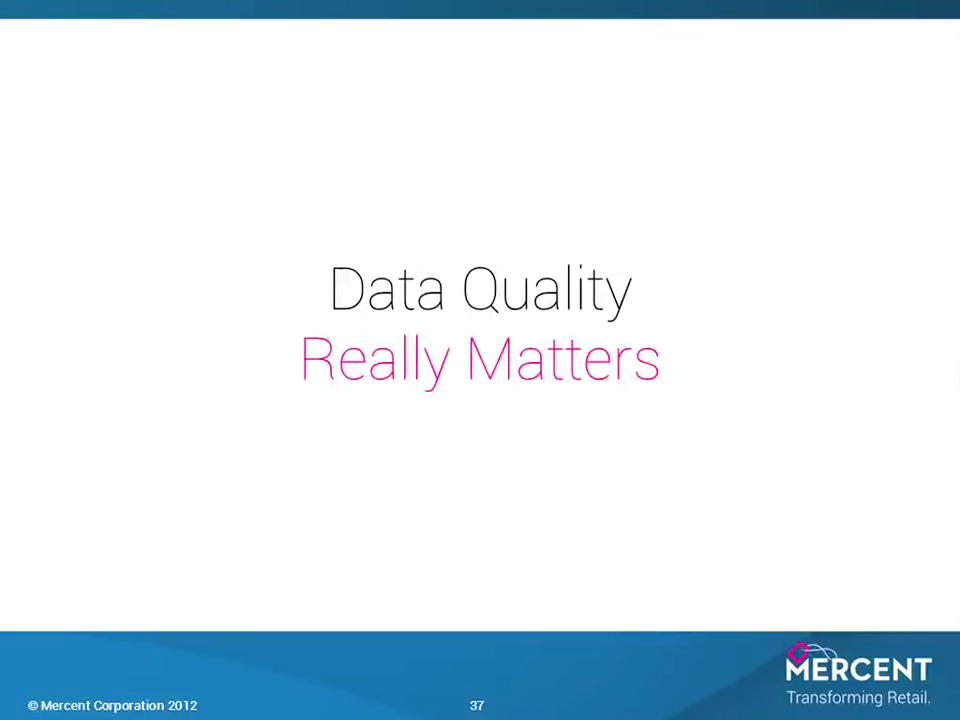 Data Quality
Really Matters
MERCENT
Transforming Retail.
© Mercent Corporation 2012
37